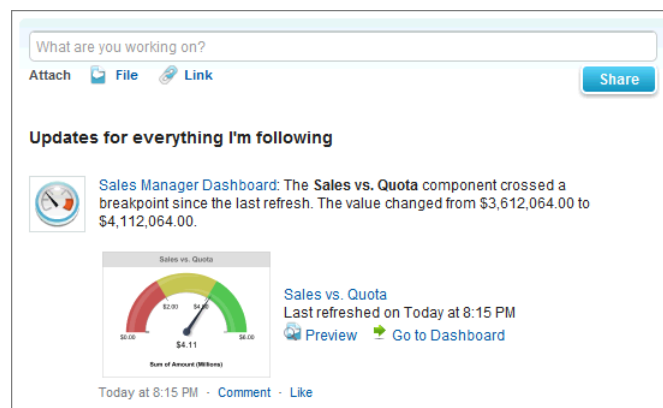 What are you working on?
Attach File Link
Share
Updates for everything I'm following
Sales Manager Dashboard: The Sales vs. Quota component crossed a
breakpoint since the last refresh. The value changed from $3,612,064.00 to
$4,112,064.00.
Sales vs. Quota
$2.00 $4.00
$0.00 $6.00
$4.11
Sum of Amount (Millions)
Sales vs. Quota
Last refreshed on Today at 8:15 PM
Preview Go to Dashboard
Today at 8:15 PM · Comment · Like